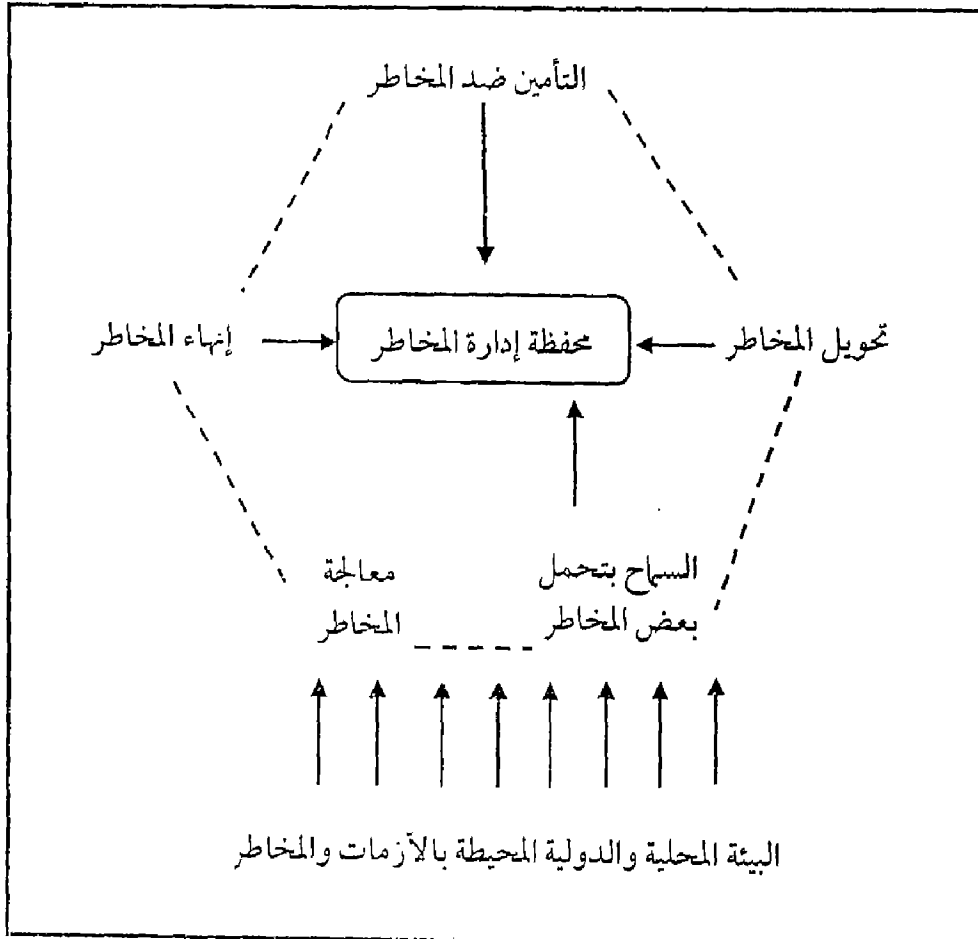 التأمين ضد المخاطر
تحويل المخاطر
محفظة إدارة المخاطر
إنهاء المخاطر
السماح بتحمل
بعض المخاطر
معالجة
المخاطر
البيئة المحلية والدولية المحيطة بالأزمات والمخاطر